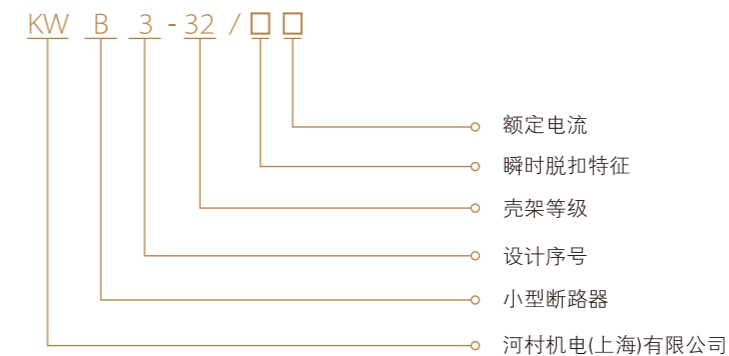 KW B 3 - 32 / □ □
额定电流
瞬时脱扣特征
壳架等级
设计序号
小型断路器
河村机电(上海)有限公司